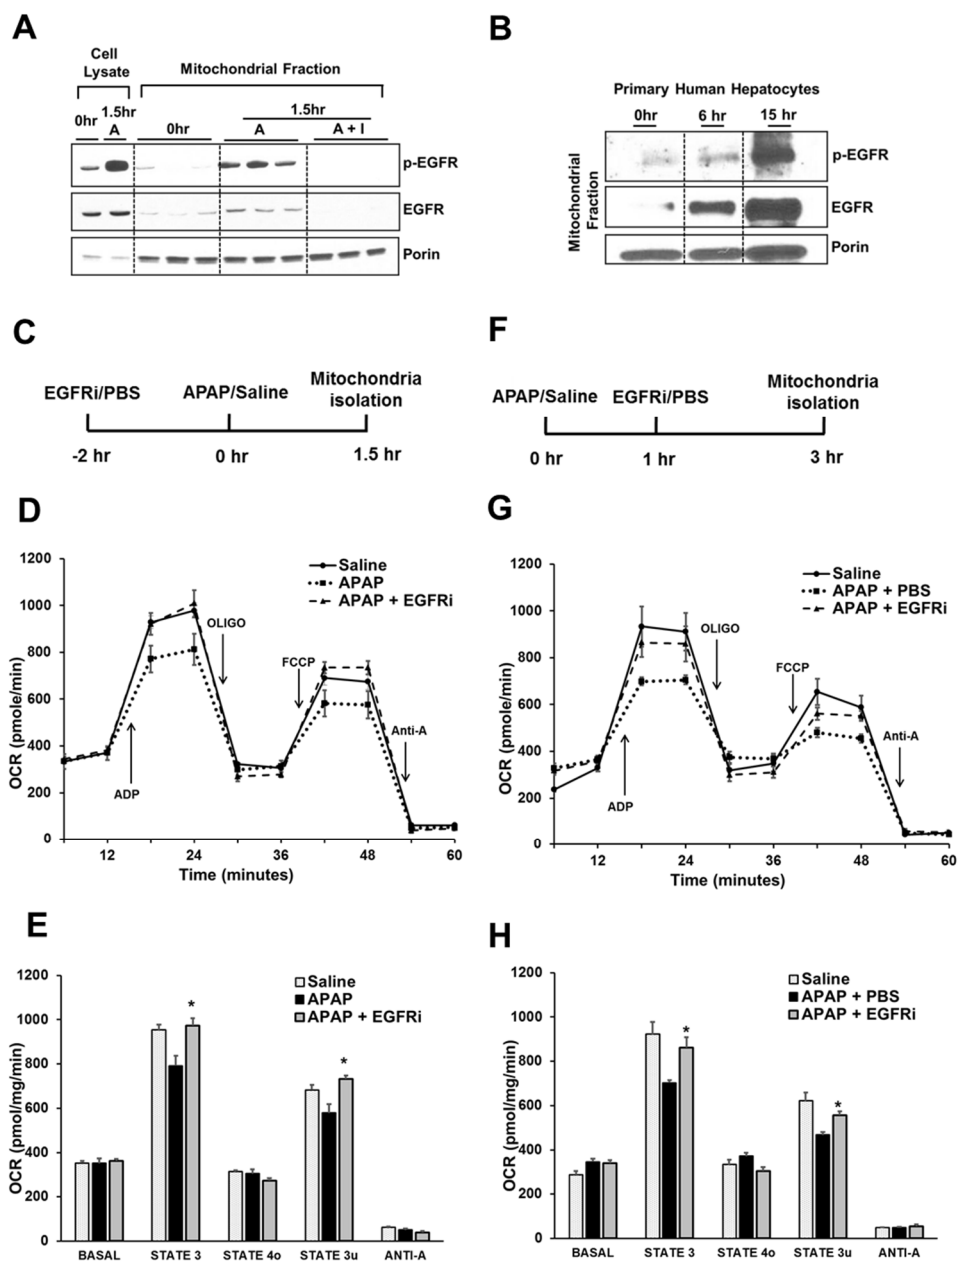 A
Cell
Lysate
Mitochondrial Fraction
0hr
1.5hr
A
0hr
1.5hr
A
A + I
p-EGFR
EGFR
Porin
B
Primary Human Hepatocytes
0hr
6 hr
15 hr
Mitochondrial
Fraction
p-EGFR
EGFR
Porin
C
EGFRi/PBS
APAP/Saline
Mitochondria
isolation
-2 hr
0 hr
1.5 hr
F
APAP/Saline
EGFRi/PBS
Mitochondria
isolation
0 hr
1 hr
3 hr
D
OCR (pmole/min)
1200
1000
800
600
400
200
0
Saline
APAP
APAP + EGFRi
OLIGO
FCCP
Anti-A
ADP
12
24
36
48
60
Time (minutes)
G
OCR (pmole/min)
1200
1000
800
600
400
200
0
Saline
APAP + PBS
APAP + EGFRi
OLIGO
FCCP
Anti-A
ADP
12
24
36
48
60
Time (minutes)
E
OCR (pmol/mg/min)
1200
1000
800
600
400
200
0
Saline
APAP
APAP + EGFRi
*
*
BASAL
STATE 3
STATE 4o
STATE 3u
ANTI-A
H
OCR (pmol/mg/min)
1200
1000
800
600
400
200
0
Saline
APAP + PBS
APAP + EGFRi
*
*
BASAL
STATE 3
STATE 4o
STATE 3u
ANTI-A